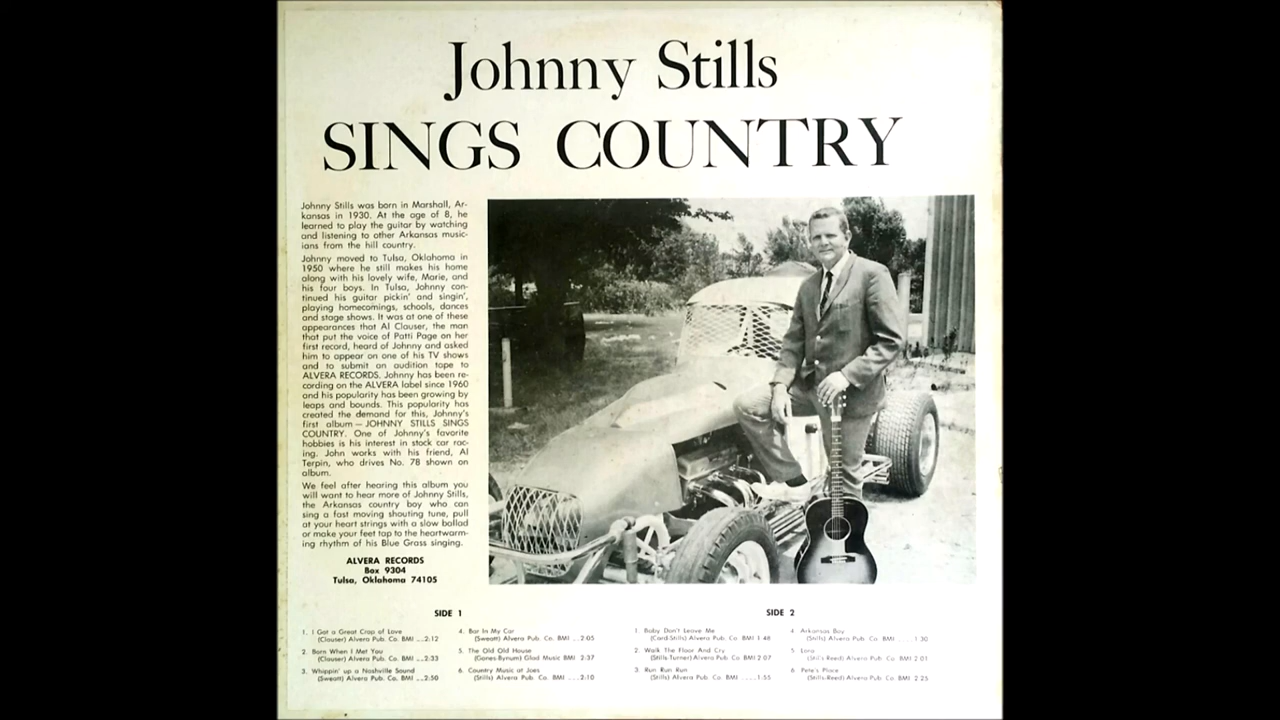 Johnny Stills
SINGS COUNTRY
Johnny Stills was born in Marshall, Ar-
kansas in 1930. At the age of 8, he
learned to play the guitar by watching
and listening to other Arkansas music-
ians from the hill country.
Johnny moved to Tulsa, Oklahoma in
1950 where he still makes his home
along with his lovely wife, Marie, and
his four boys. In Tulsa, Johnny con-
tinued his guitar pickin' and singin',
playing homecomings, schools, dances
and stage shows. It was at one of these
appearances that Al Clauser, the man
that put the voice of Patti Page on her
first record, heard of Johnny and asked
him to appear on one of his TV shows
and to submit an audition tape to
ALVERA RECORDS. Johnny has been re-
cording on the ALVERA label since 1960
and his popularity has been growing by
leaps and bounds. This popularity has
created the demand for this, Johnny's
first album — JOHNNY STILLS SINGS
COUNTRY. One of Johnny's favorite
hobbies is his interest in stock car rac-
ing. John works with his friend, Al
Terpin, who drives No. 78 shown on
album.
We feel after hearing this album you
will want to hear more of Johnny Stills,
the Arkansas country boy who can
sing a fast moving shouting tune, pull
at your heart strings with a slow ballad
or make your feet tap to the heartwarm-
ing rhythm of his Blue Grass singing.
ALVERA RECORDS
Box 9304
Tulsa, Oklahoma 74105
SIDE 1
1. I Got a Great Crop of Love
(Clauser) Alvera Pub. Co. BMI ...2:12
2. Born When I Met You
(Clauser) Alvera Pub. Co. BMI ...2:33
3. Whippin' up a Nashville Sound
(Sweatt) Alvera Pub. Co. BMI ...2:50
4. Bar In My Car
(Sweatt) Alvera Pub. Co. BMI ...2:05
5. The Old Old House
(Jones-Bynum) Glad Music BMI 2:37
6. Country Music at Joes
(Stills) Alvera Pub. Co. BMI ...2:10
SIDE 2
1. Baby Don't Leave Me
(Card-Stills) Alvera Pub. Co. BMI 1:48
2. Walk The Floor And Cry
(Stills-Turner) Alvera Pub. Co. BMI 2:07
3. Run Run Run
(Stills) Alvera Pub. Co. BMI ....1:55
4. Arkansas Boy
(Stills) Alvera Pub. Co. BMI ....1:30
5. Lora
(Stills-Reed) Alvera Pub. Co. BMI 2:01
6. Pete's Place
(Stills-Reed) Alvera Pub. Co. BMI 2:25